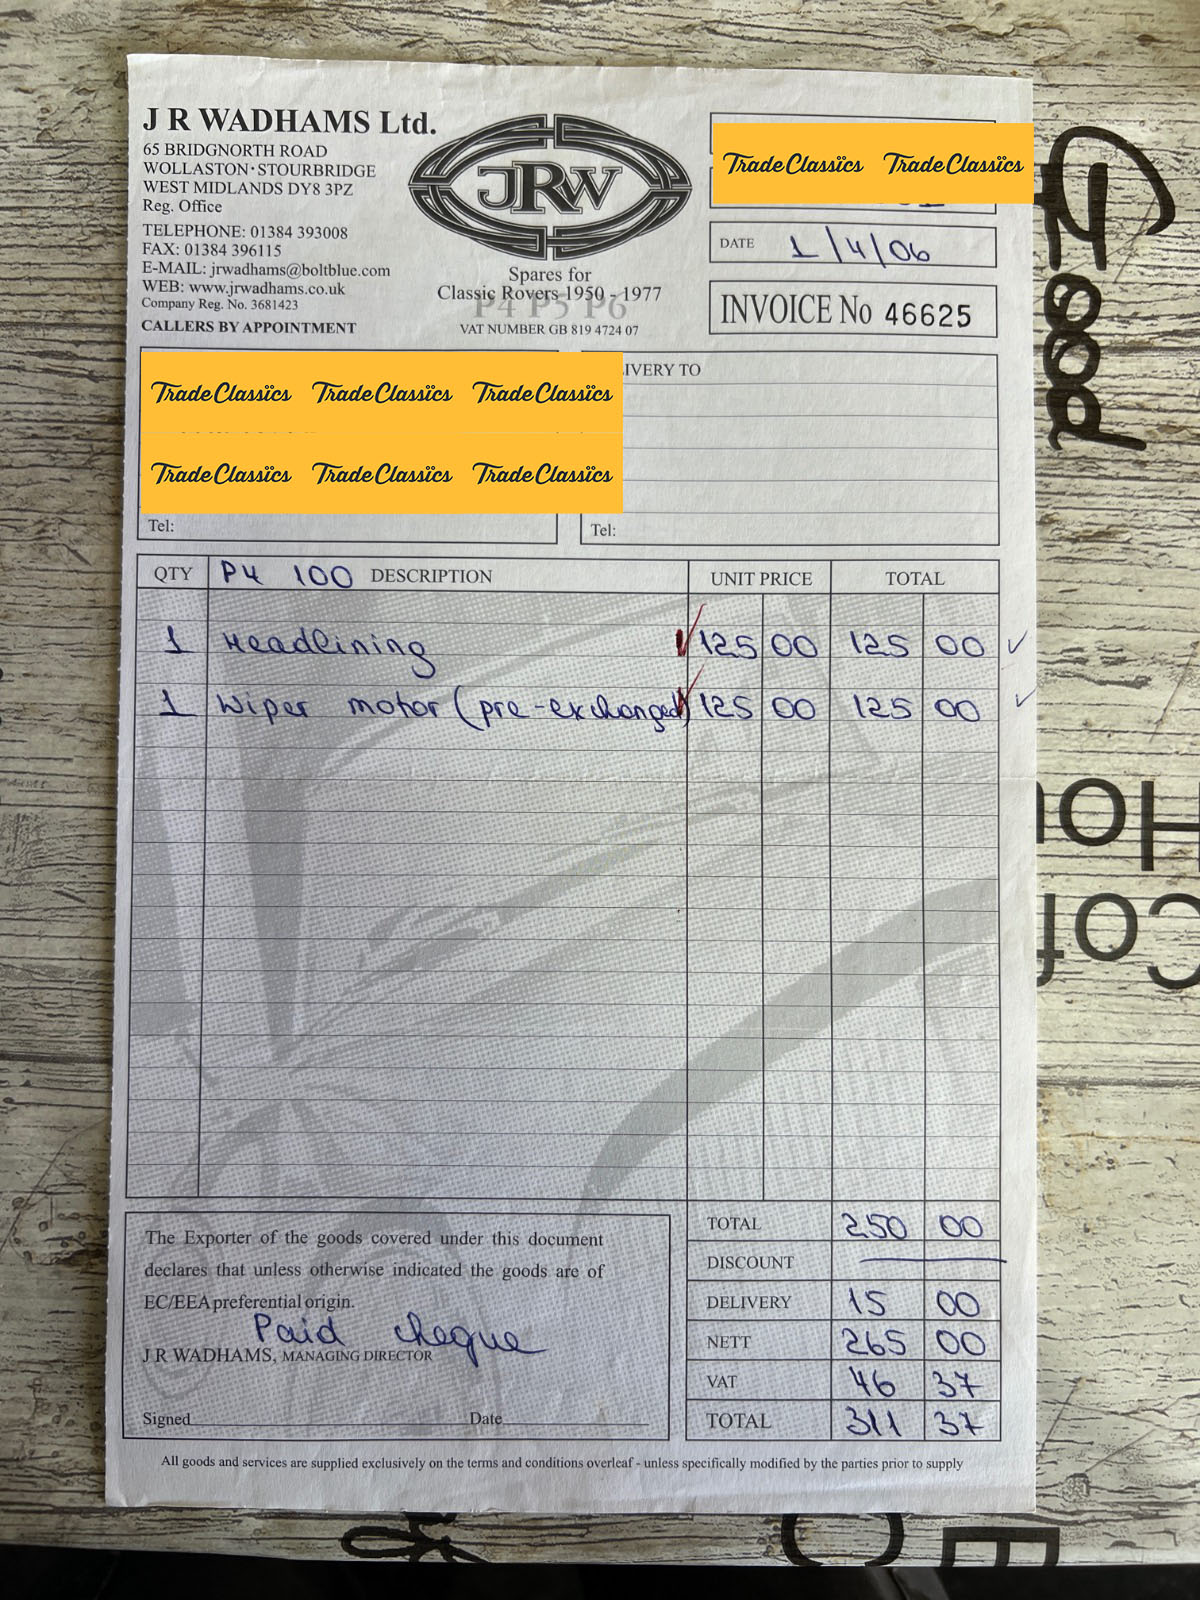 J R WADHAMS Ltd.
65 BRIDGNORTH ROAD
WOLLASTON·STOURBRIDGE
WEST MIDLANDS DY8 3PZ
Reg. Office
TELEPHONE: 01384 393008
FAX: 01384 396115
E-MAIL: jrwadhams@boltblue.com
WEB: www.jrwadhams.co.uk
Company Reg. No. 3681423
CALLERS BY APPOINTMENT
JRW
Spares for
Classic Rovers 1950 - 1977
P4 P5 P6
VAT NUMBER GB 819 4724 07
TradeClassics TradeClassics
DATE 1/4/06
INVOICE No 46625
TradeClassics TradeClassics TradeClassics
TradeClassics TradeClassics TradeClassics
Tel:
IVERY TO
Tel:
QTY P4 100 DESCRIPTION UNIT PRICE TOTAL
1 Headlining 125 00 125 00
1 Wiper motor (pre-exchanged) 125 00 125 00
The Exporter of the goods covered under this document
declares that unless otherwise indicated the goods are of
EC/EEA preferential origin.
Paid cheque
J R WADHAMS, MANAGING DIRECTOR
Signed Date
TOTAL 250 00
DISCOUNT
DELIVERY 15 00
NETT 265 00
VAT 46 37
TOTAL 311 37
All goods and services are supplied exclusively on the terms and conditions overleaf - unless specifically modified by the parties prior to supply
Food